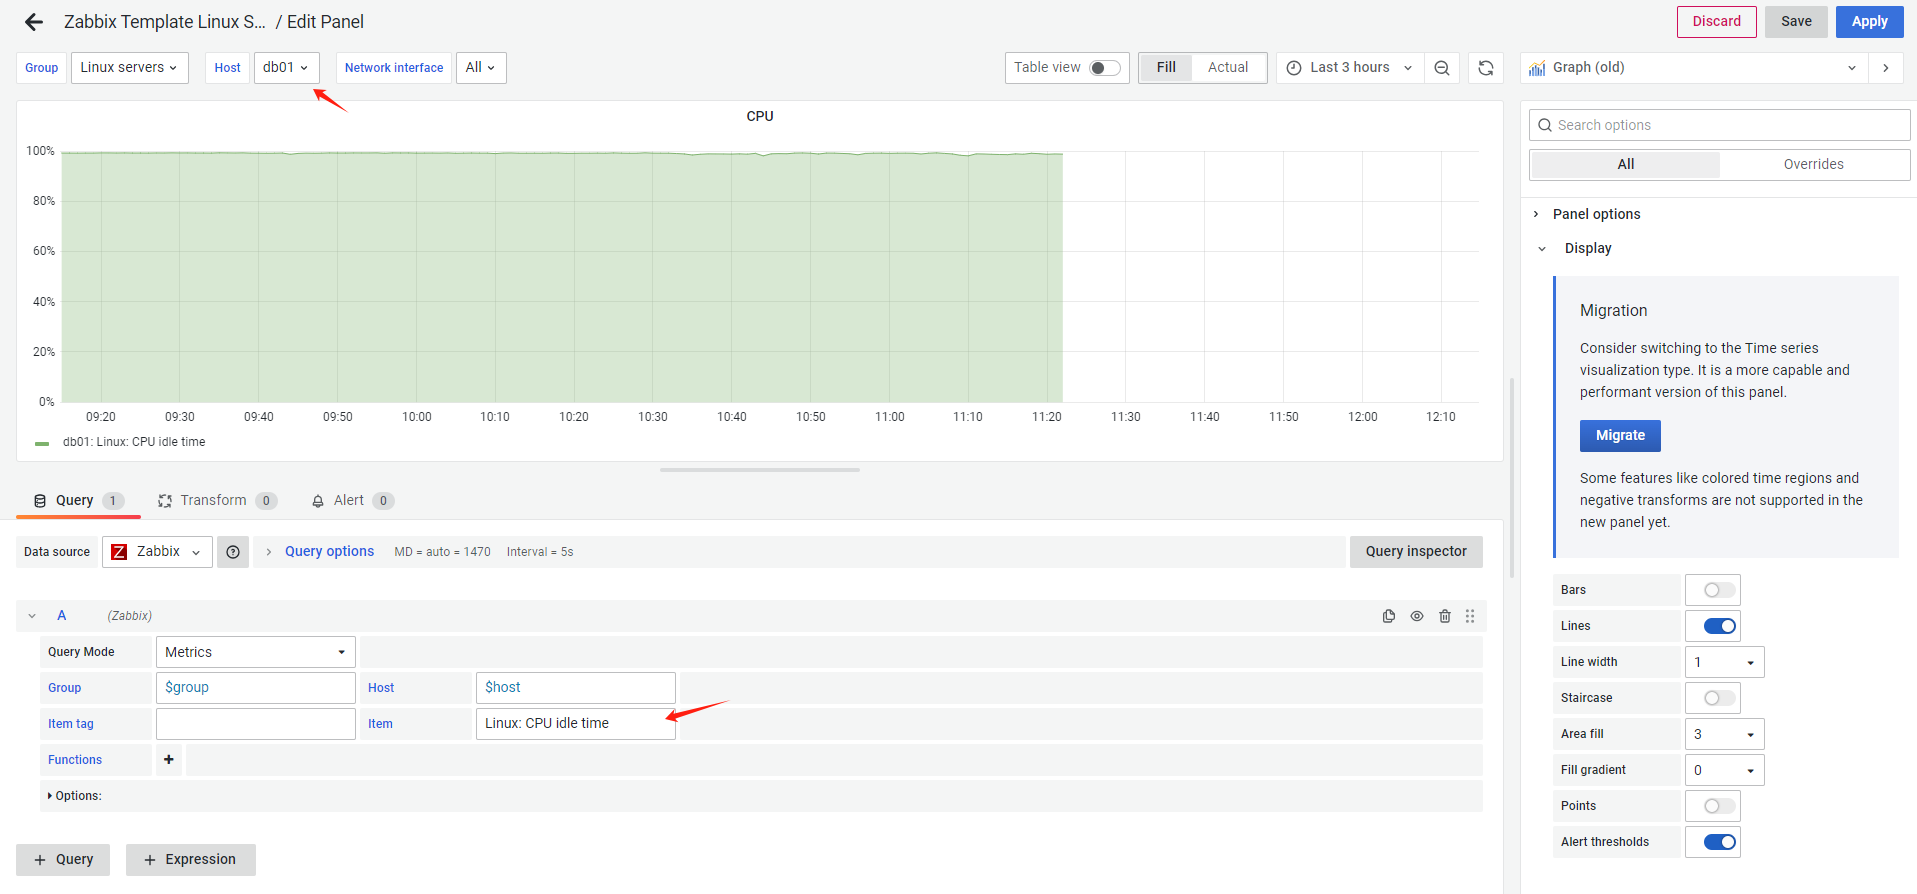 Zabbix Template Linux S... / Edit Panel
Discard
Save
Apply
Group
Linux servers
Host
db01
Network interface
All
Table view
Fill
Actual
Last 3 hours
Graph (old)
CPU
100%
80%
60%
40%
20%
0%
09:20
09:30
09:40
09:50
10:00
10:10
10:20
10:30
10:40
10:50
11:00
11:10
11:20
11:30
11:40
11:50
12:00
12:10
db01: Linux: CPU idle time
Search options
All
Overrides
Panel options
Display
Migration
Consider switching to the Time series
visualization type. It is a more capable and
performant version of this panel.
Migrate
Some features like colored time regions and
negative transforms are not supported in the
new panel yet.
Bars
Lines
Line width
1
Staircase
Area fill
3
Fill gradient
0
Points
Alert thresholds
Query 1
Transform 0
Alert 0
Data source
Z Zabbix
Query options
MD = auto = 1470
Interval = 5s
Query inspector
A
(Zabbix)
Query Mode
Metrics
Group
$group
Host
$host
Item tag
Item
Linux: CPU idle time
Functions
+
Options:
+ Query
+ Expression